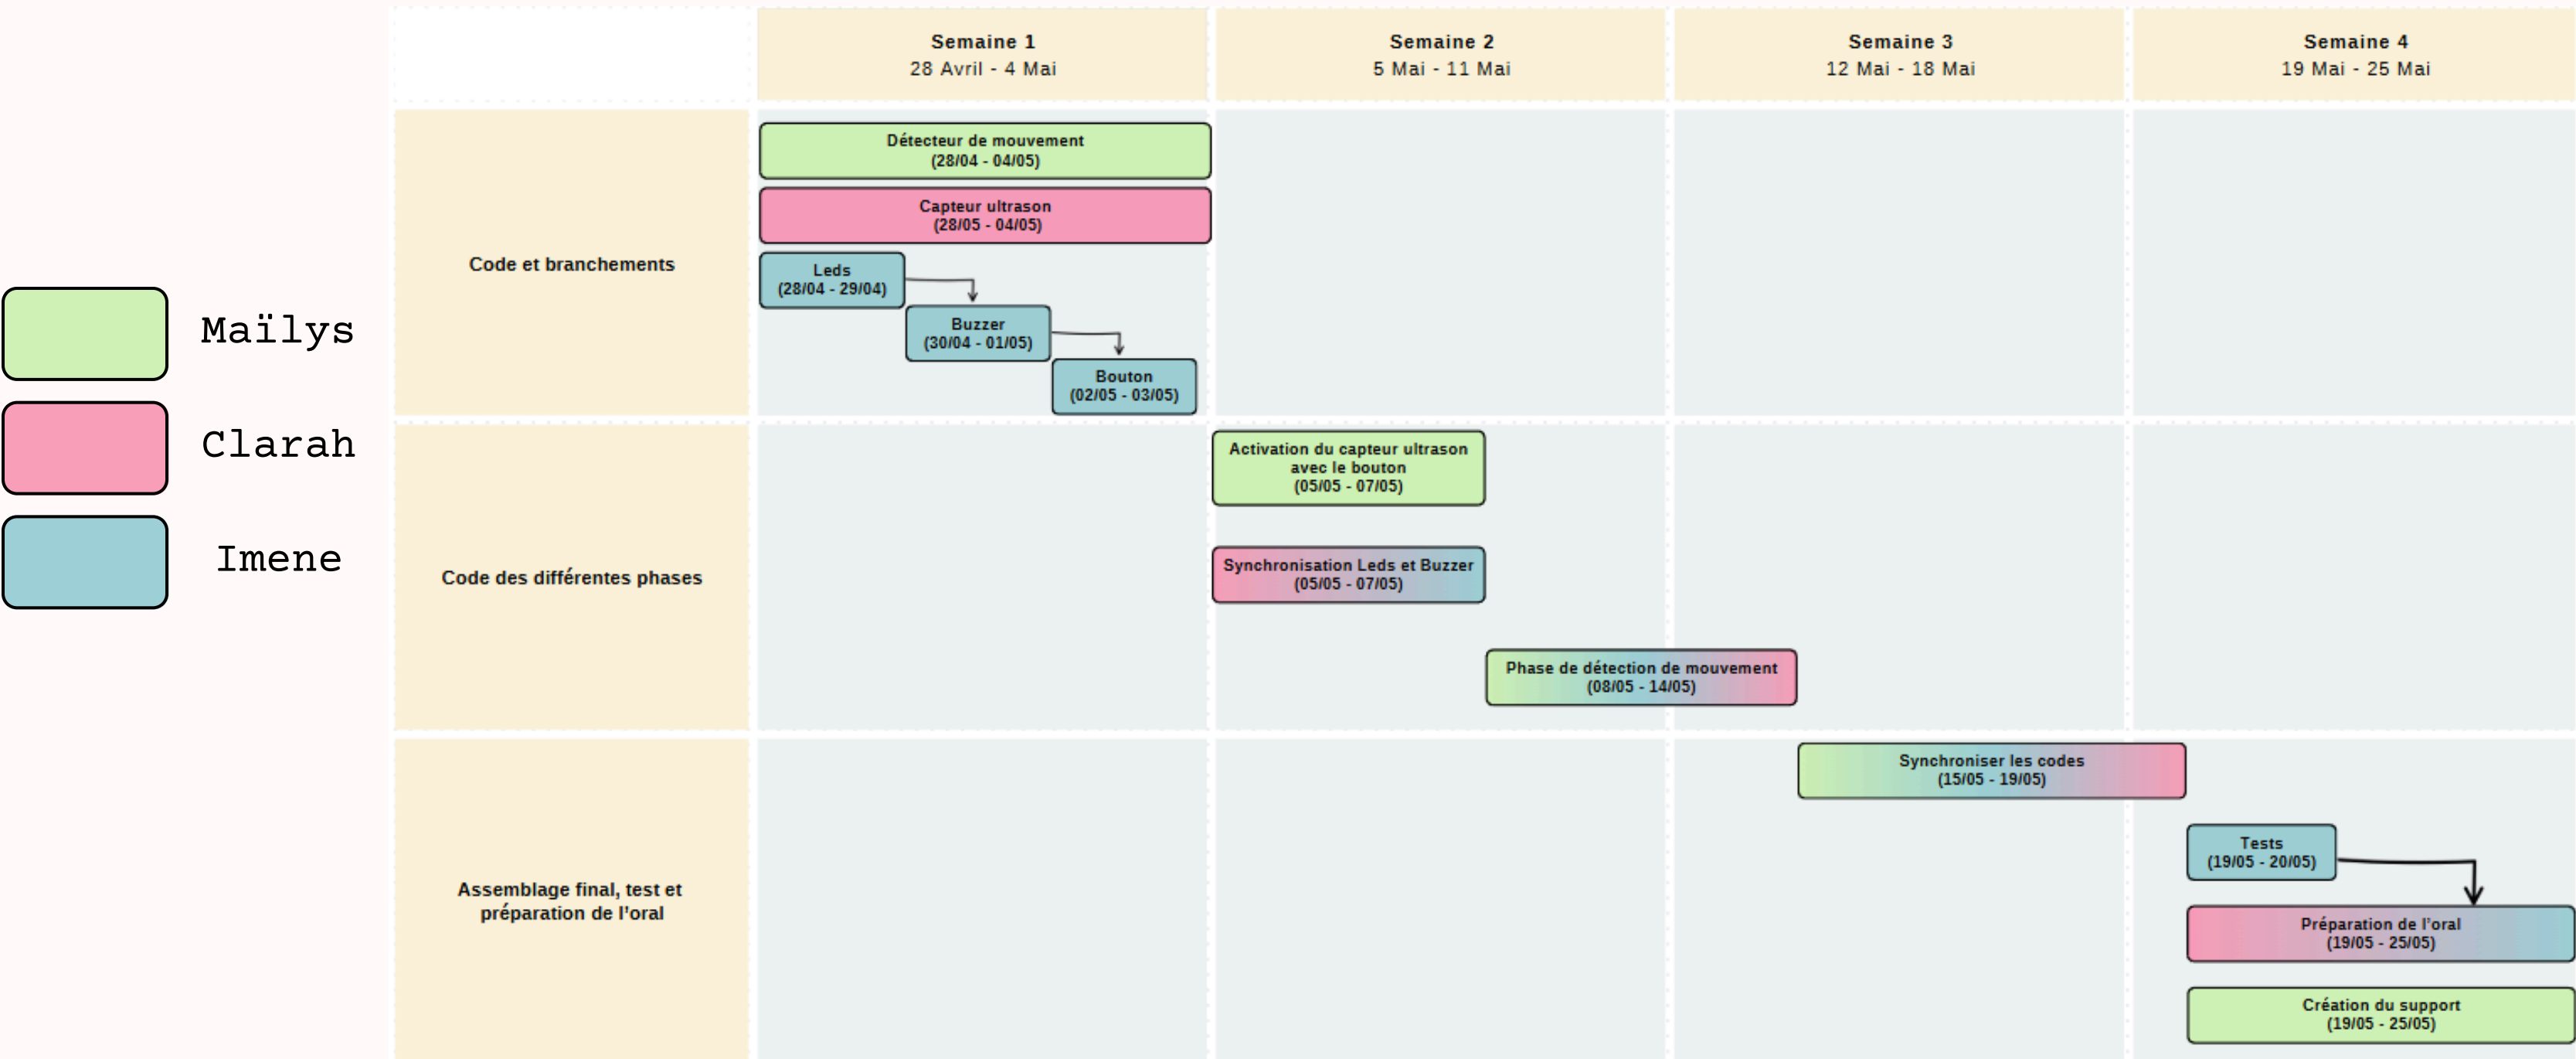 Semaine 1
28 Avril - 4 Mai
Semaine 2
5 Mai - 11 Mai
Semaine 3
12 Mai - 18 Mai
Semaine 4
19 Mai - 25 Mai
Maïlys
Clarah
Imene
Code et branchements
Détecteur de mouvement
(28/04 - 04/05)
Capteur ultrason
(28/05 - 04/05)
Leds
(28/04 - 29/04)
Buzzer
(30/04 - 01/05)
Bouton
(02/05 - 03/05)
Code des différentes phases
Activation du capteur ultrason
avec le bouton
(05/05 - 07/05)
Synchronisation Leds et Buzzer
(05/05 - 07/05)
Phase de détection de mouvement
(08/05 - 14/05)
Assemblage final, test et
préparation de l'oral
Synchroniser les codes
(15/05 - 19/05)
Tests
(19/05 - 20/05)
Préparation de l'oral
(19/05 - 25/05)
Création du support
(19/05 - 25/05)